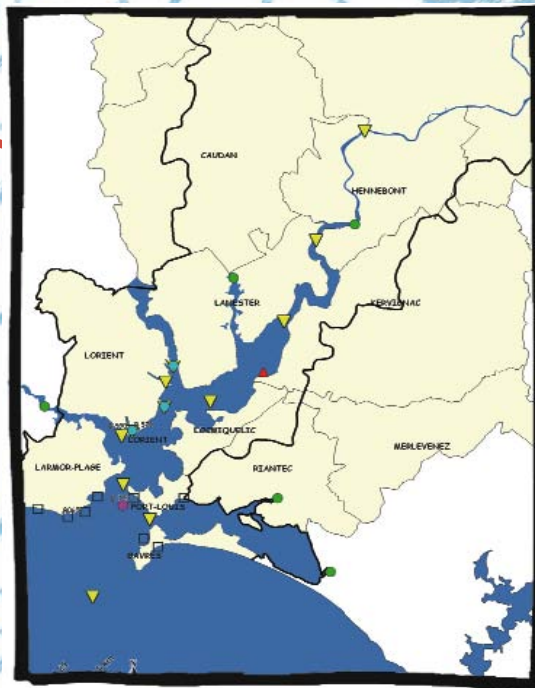 CAUDAN
HENNEBONT
LANESTER
KERVIGNAC
LORIENT
LOCMIQUELIC
LORIENT
MERLEVENEZ
LARMOR-PLAGE
RIANTEC
PORT-LOUIS
GAVRES